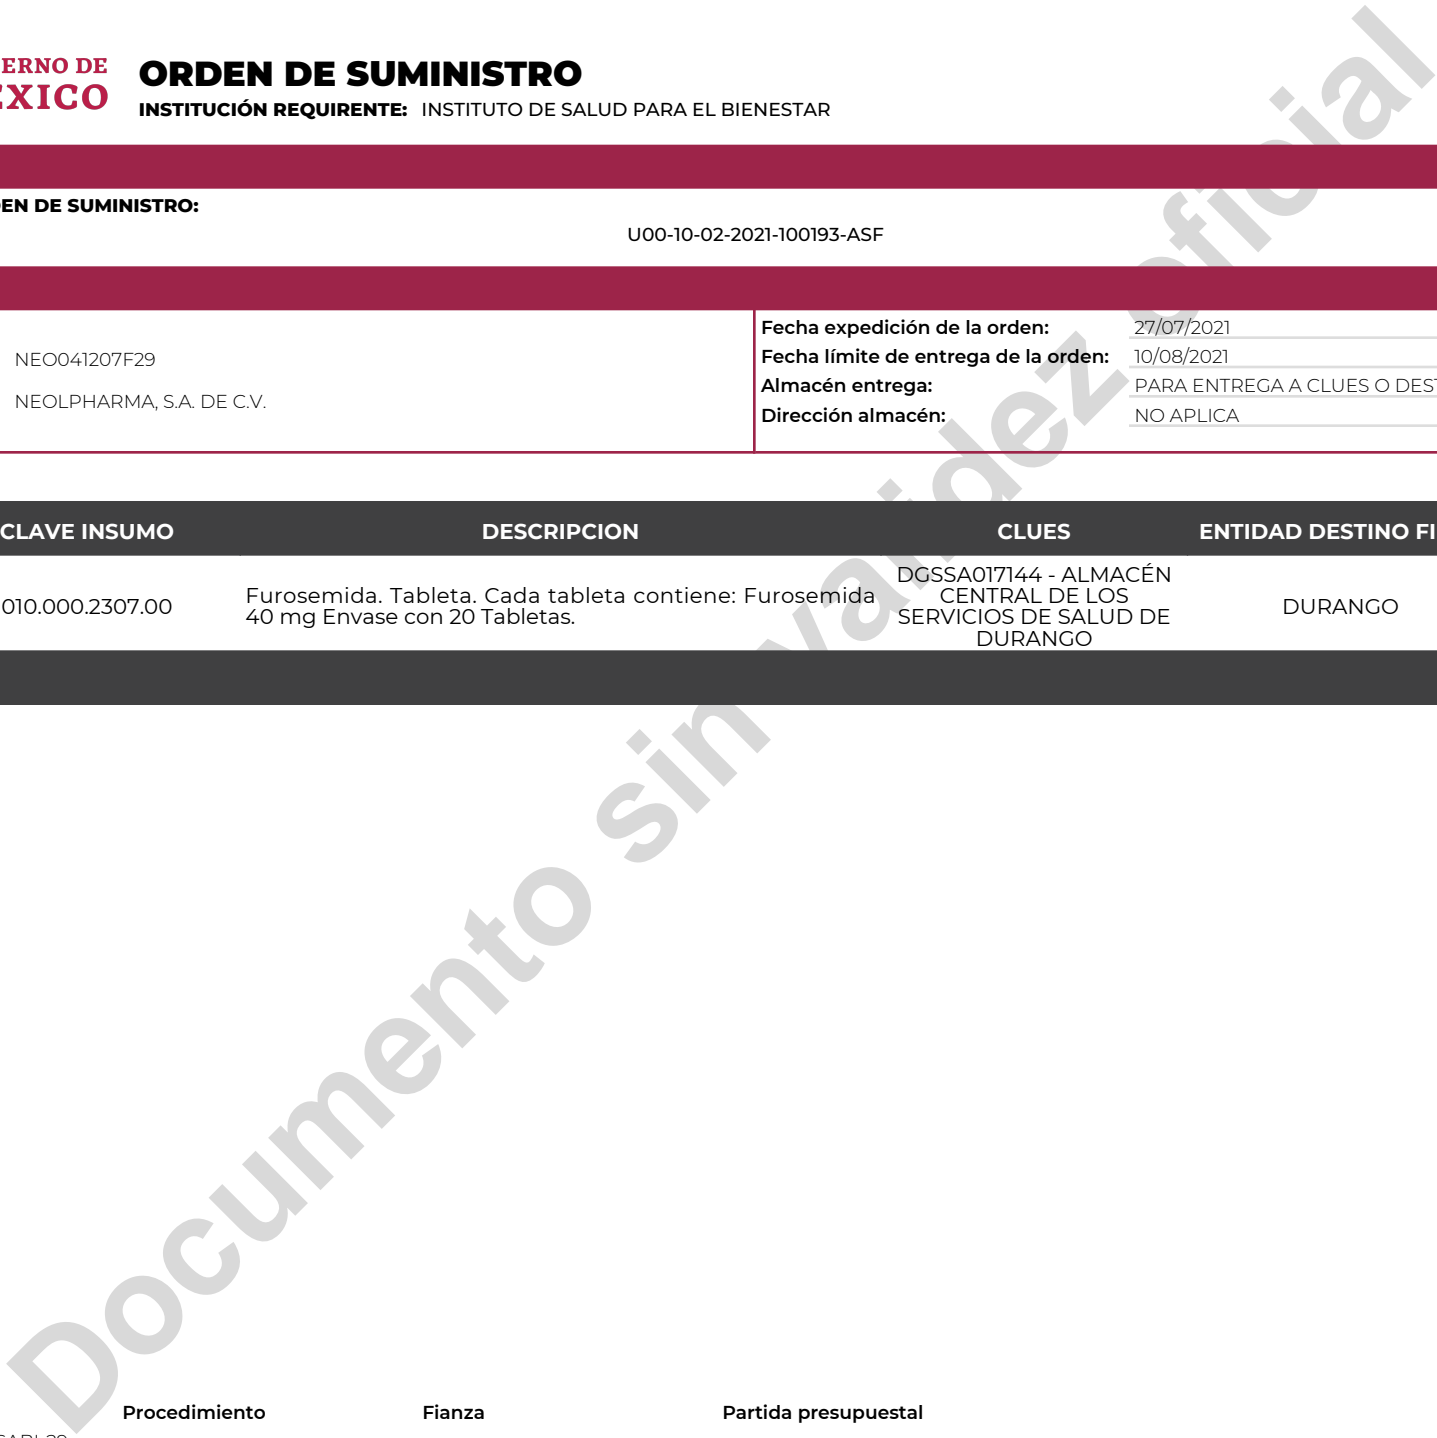 ERNO DE
EXICO
ORDEN DE SUMINISTRO
INSTITUCIÓN REQUIRENTE: INSTITUTO DE SALUD PARA EL BIENESTAR
EN DE SUMINISTRO:
U00-10-02-2021-100193-ASF
NEO041207F29
NEOLPHARMA, S.A. DE C.V.
Fecha expedición de la orden: 27/07/2021
Fecha límite de entrega de la orden: 10/08/2021
Almacén entrega: PARA ENTREGA A CLUES O DEST
Dirección almacén: NO APLICA
CLAVE INSUMO DESCRIPCION CLUES ENTIDAD DESTINO FI
010.000.2307.00
Furosemida. Tableta. Cada tableta contiene: Furosemida
40 mg Envase con 20 Tabletas.
DGSSA017144 - ALMACÉN
CENTRAL DE LOS
SERVICIOS DE SALUD DE
DURANGO
DURANGO
Documento sin validez oficial
Procedimiento Fianza Partida presupuestal